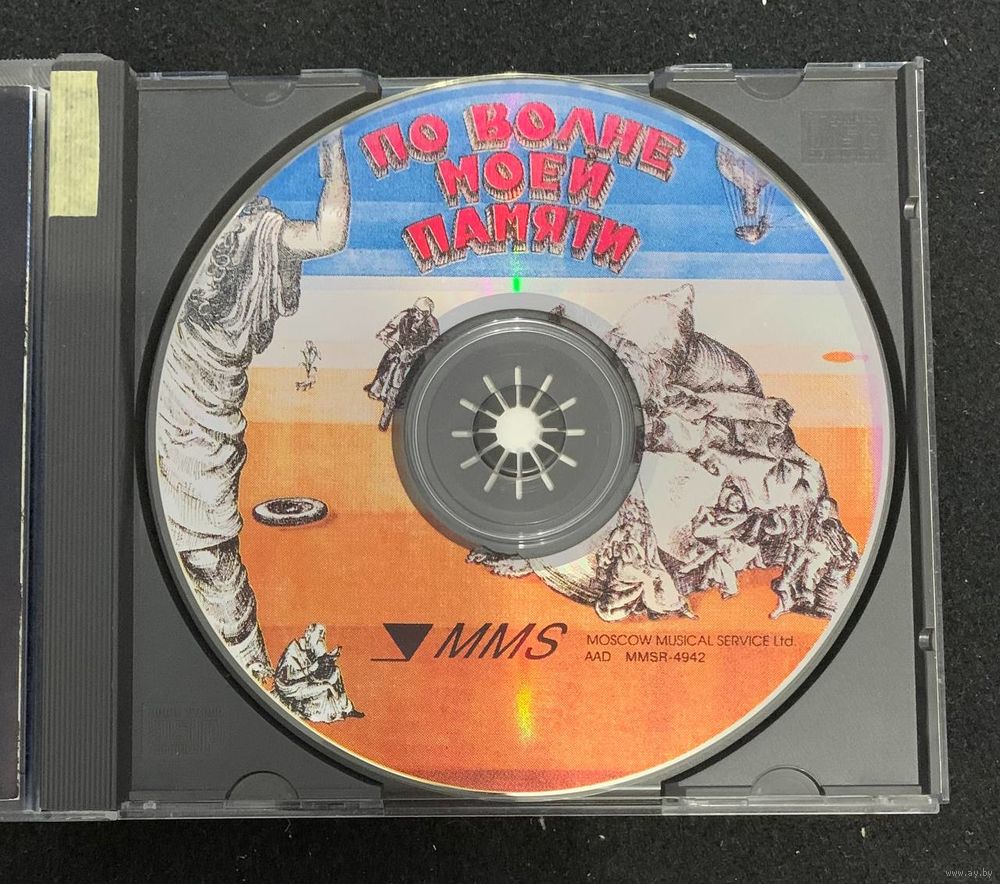 ПО ВОЛНЕ
МОЕЙ
ПАМЯТИ
MMS
MOSCOW MUSICAL SERVICE Ltd.
AAD MMSR-4942
www.ay.by